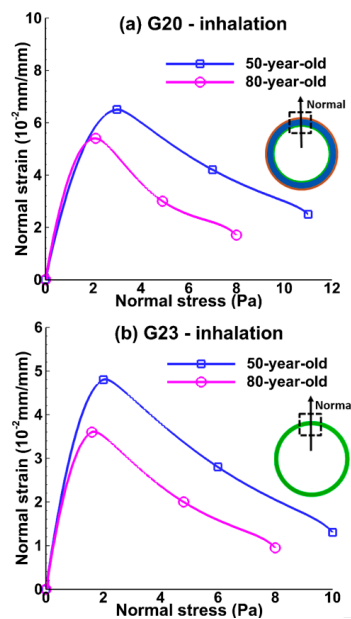 (a) G20 - inhalation
10
8
6
4
2
0
Normal strain (10-2mm/mm)
50-year-old
80-year-old
Normal
0 2 4 6 8 10 12
Normal stress (Pa)
(b) G23 - inhalation
6
5
4
3
2
1
0
Normal strain (10-2mm/mm)
50-year-old
80-year-old
Norma
0 2 4 6 8 10
Normal stress (Pa)